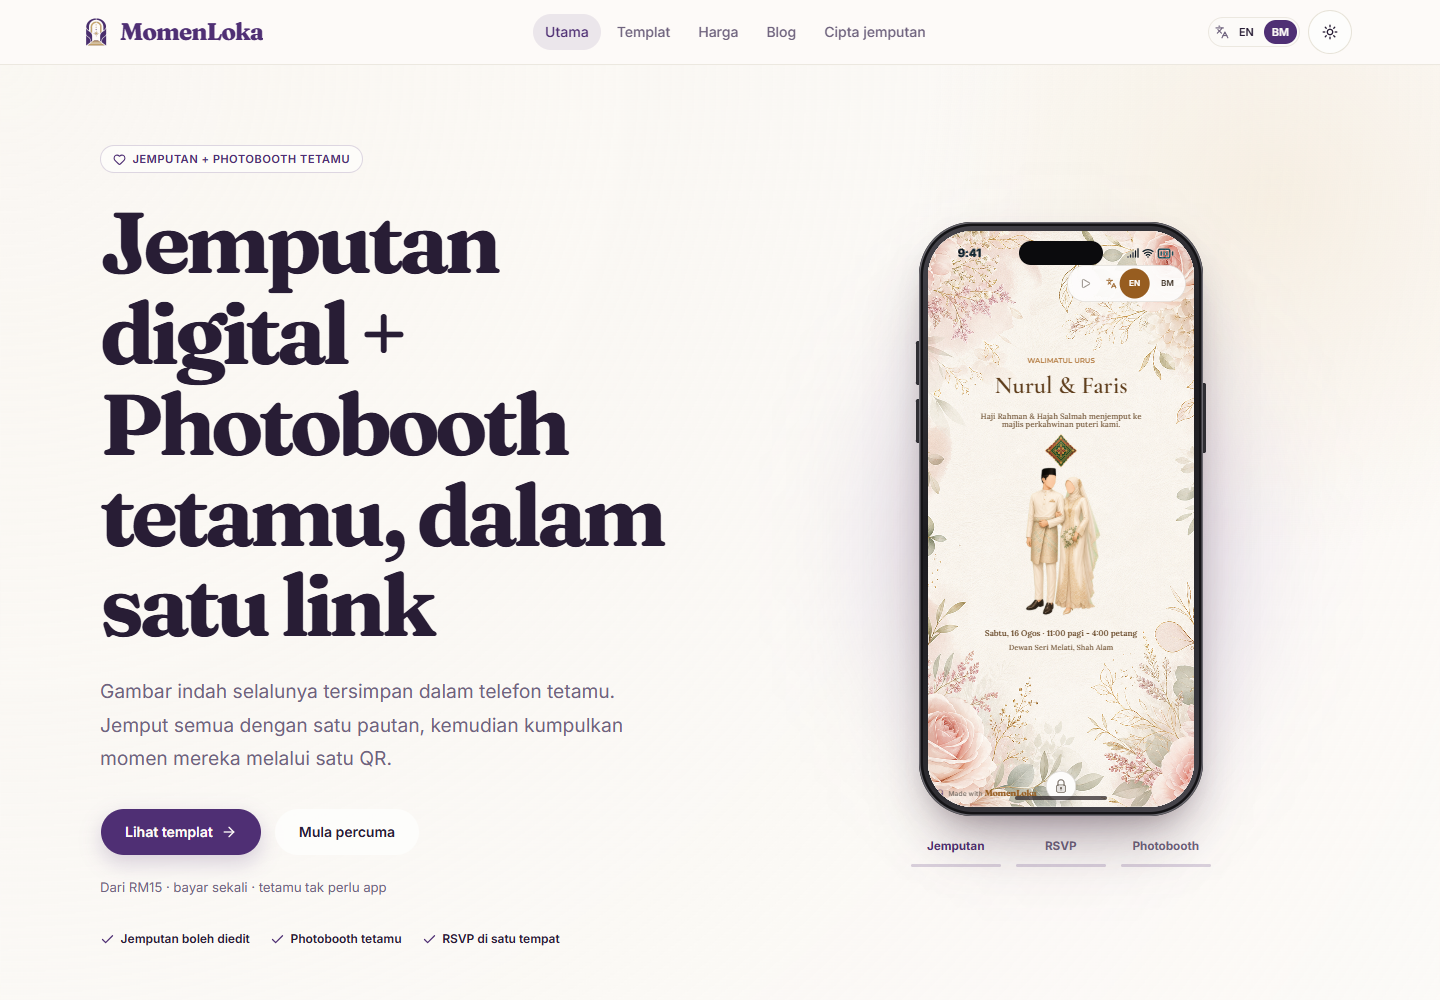 MomenLoka
Utama
Templat
Harga
Blog
Cipta jemputan
EN
BM
JEMPUTAN + PHOTOBOOTH TETAMU
Jemputan
digital +
Photobooth
tetamu, dalam
satu link
Gambar indah selalunya tersimpan dalam telefon tetamu.
Jemput semua dengan satu pautan, kemudian kumpulkan
momen mereka melalui satu QR.
Lihat templat
Mula percuma
Dari RM15 · bayar sekali · tetamu tak perlu app
Jemputan boleh diedit
Photobooth tetamu
RSVP di satu tempat
9:41
EN
BM
WALIMATUL URUS
Nurul & Faris
Haji Rahman & Hajah Salmah menjemput ke
majlis perkahwinan puteri kami.
Sabtu, 16 Ogos · 11:00 pagi - 4:00 petang
Dewan Seri Melati, Shah Alam
Made with MomenLoka
Jemputan
RSVP
Photobooth